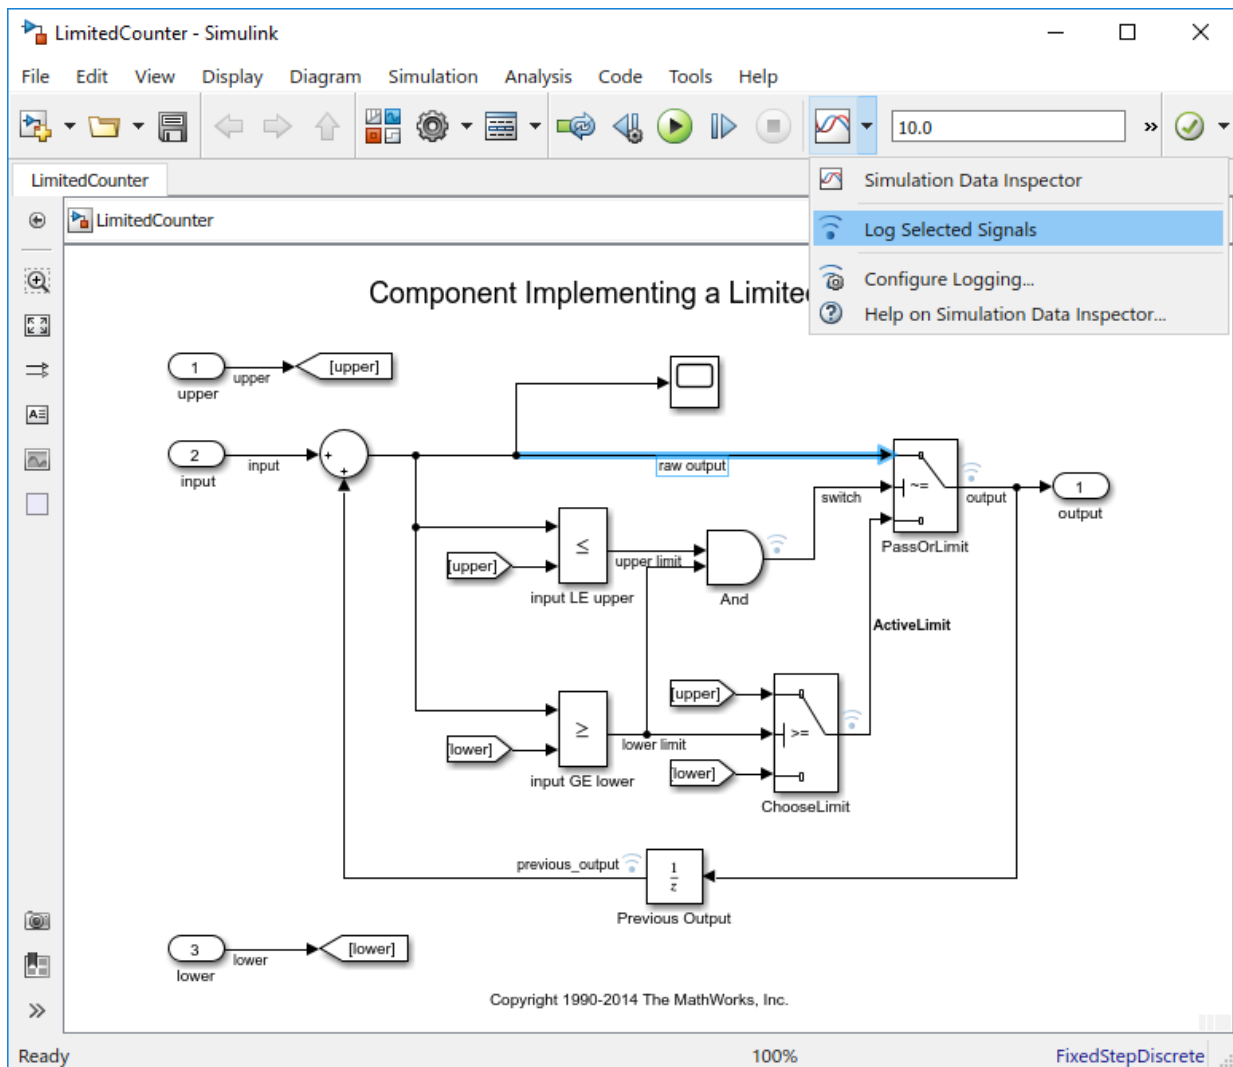 LimitedCounter - Simulink
File Edit View Display Diagram Simulation Analysis Code Tools Help
10.0 »
LimitedCounter
Simulation Data Inspector
LimitedCounter
Log Selected Signals
Configure Logging...
Help on Simulation Data Inspector...
Component Implementing a Limited
1
upper
[upper]
upper
2
input
input
+
+
raw output
switch
~=
output
1
output
PassOrLimit
≤
[upper]
upper limit
input LE upper
And
ActiveLimit
[upper]
≥
[lower]
lower limit
>=
[lower]
input GE lower
ChooseLimit
previous_output
1
z
Previous Output
3
lower
[lower]
lower
Copyright 1990-2014 The MathWorks, Inc.
Ready 100% FixedStepDiscrete